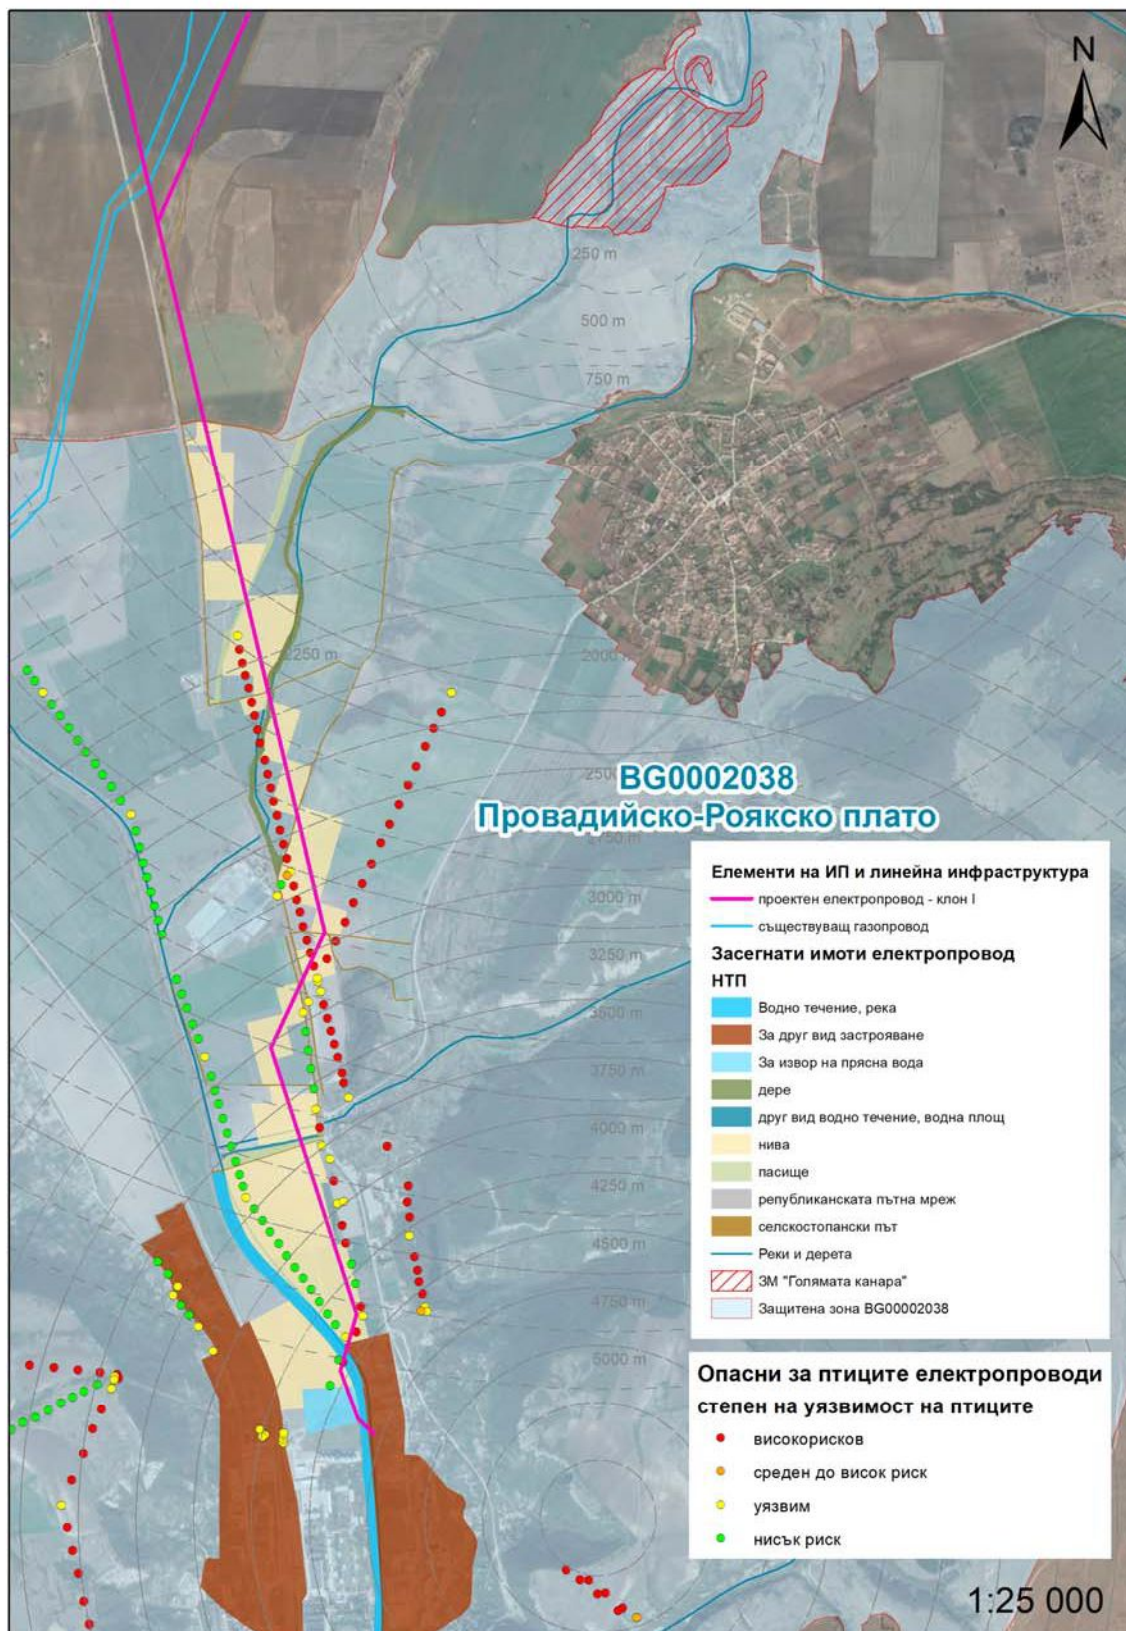 N
250 m
500 m
750 m
2250 m
2000
2500
BG0002038
Провадийско-Роякско плато
2750 m
3000 m
3250 m
3500 m
3750 m
4000 m
4250 m
4500 m
4750 m
5000 m
Елементи на ИП и линейна инфраструктура
проектен електропровод - клон I
съществуващ газопровод
Засегнати имоти електропровод
НТП
Водно течение, река
За друг вид застрояване
За извор на прясна вода
дере
друг вид водно течение, водна площ
нива
пасище
републиканската пътна мреж
селскостопански път
Реки и дерета
ЗМ "Голямата канара"
Защитена зона BG00002038
Опасни за птиците електропроводи
степен на уязвимост на птиците
високорисков
среден до висок риск
уязвим
нисък риск
1:25 000